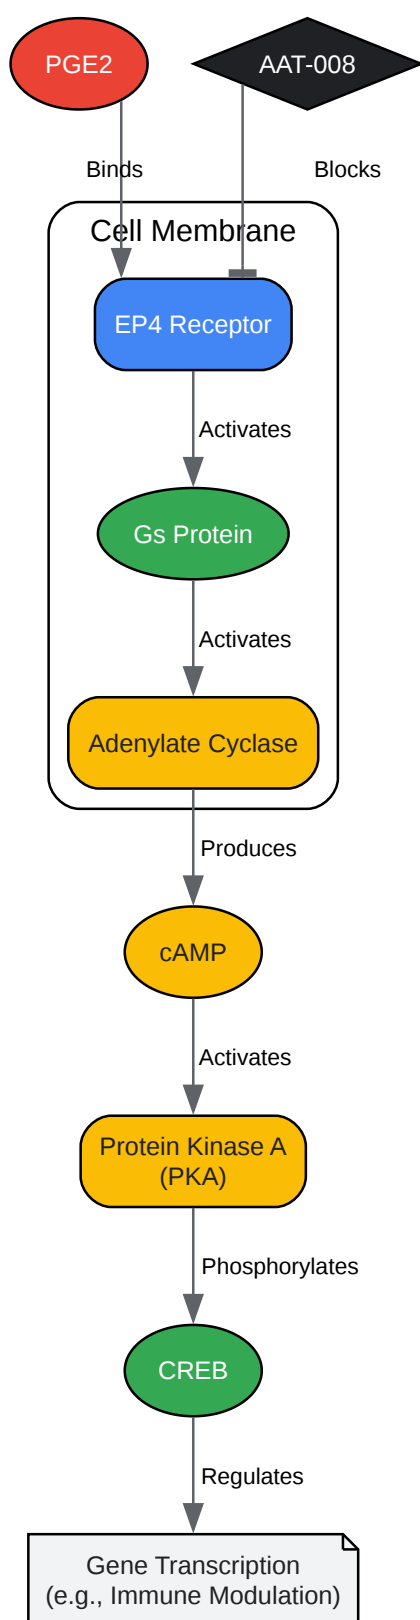 PGE2
AAT-008
Binds
Blocks
Cell Membrane
EP4 Receptor
Activates
Gs Protein
Activates
Adenylate Cyclase
Produces
cAMP
Activates
Protein Kinase A
(PKA)
Phosphorylates
CREB
Regulates
Gene Transcription
(e.g., Immune Modulation)